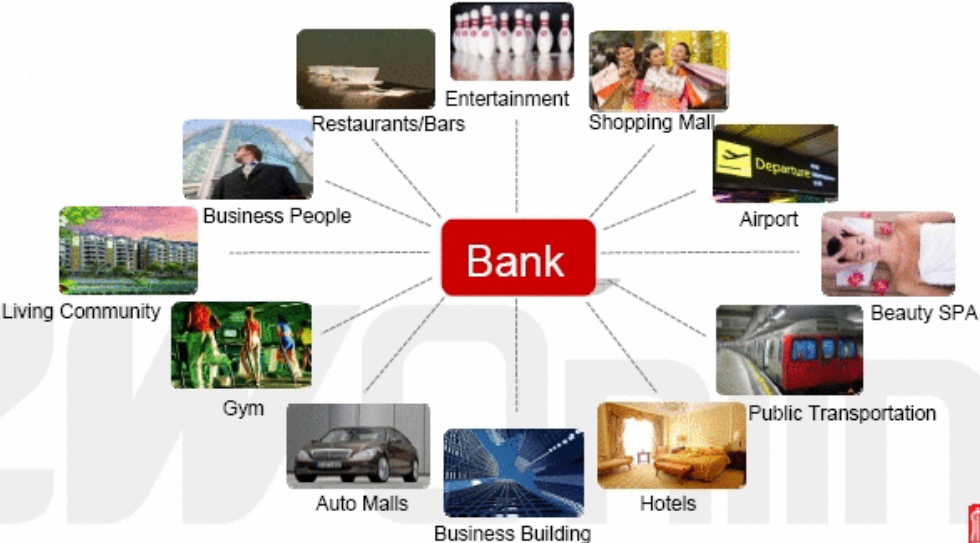 Entertainment
Restaurants/Bars
Shopping Mall
Departure
Business People
Airport
Bank
Living Community
Beauty SPA
Gym
Public Transportation
Auto Malls
Hotels
Business Building